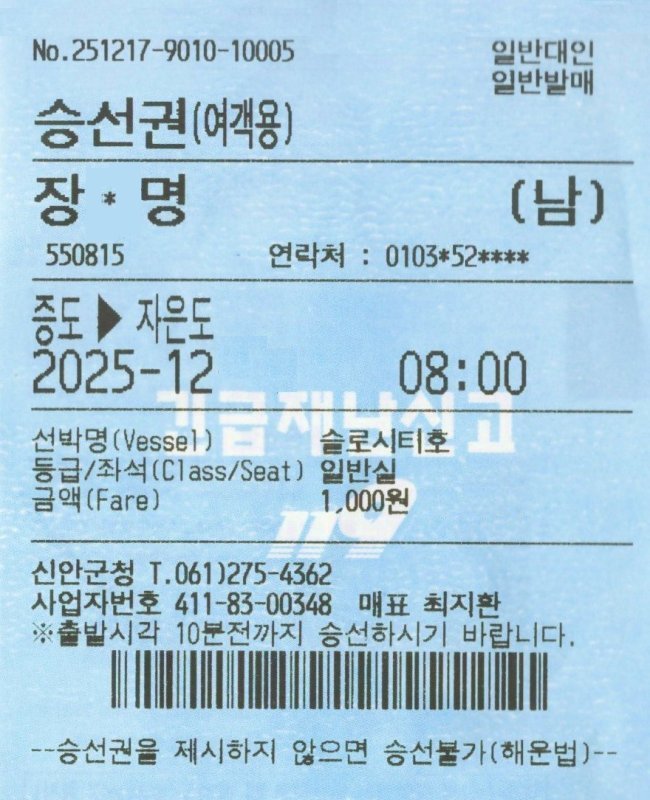 No.251217-9010-10005 일반대인
일반발매
승선권(여객용)
장*명 (남)
550815 연락처 : 0103*52****
증도 ▶ 자은도
2025-12 08:00
긴급재난신고
선박명(Vessel) 슬로시티호
등급/좌석(Class/Seat) 일반실
금액(Fare) 1,000원
119
신안군청 T.061)275-4362
사업자번호 411-83-00348 매표 최지환
※출발시각 10분전까지 승선하시기 바랍니다.
--승선권을 제시하지 않으면 승선불가(해운법)--